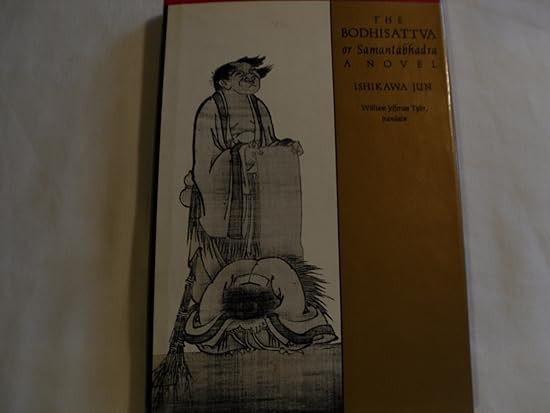 THE
BODHISATTVA
or Samantabhadra
A NOVEL
ISHIKAWA JUN
William Jefferson Tyler,
translator